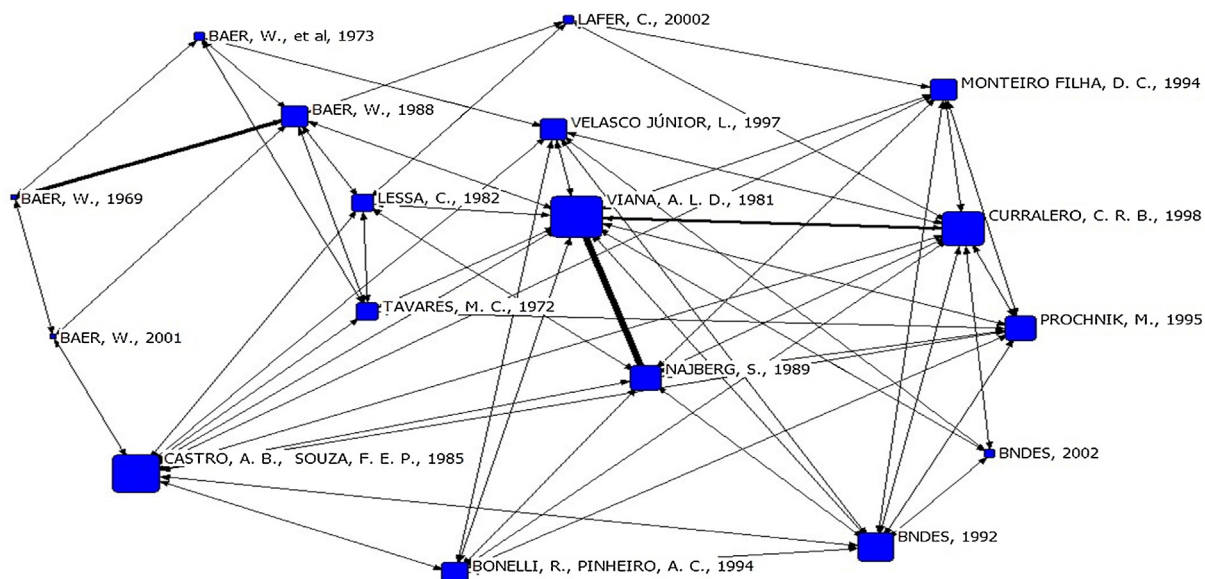 LAFER, C., 20002
BAER, W., et al, 1973
MONTEIRO FILHA, D. C., 1994
BAER, W., 1988
VELASCO JÚNIOR, L., 1997
BAER, W., 1969
LESSA, C., 1982
VIANA, A. L. D., 1981
CURRALERO, C. R. B., 1998
TAVARES, M. C., 1972
PROCHNIK, M., 1995
BAER, W., 2001
NAJBERG, S., 1989
BNDES, 2002
CASTRO, A. B., SOUZA, F. E. P., 1985
BNDES, 1992
BONELLI, R., PINHEIRO, A. C., 1994